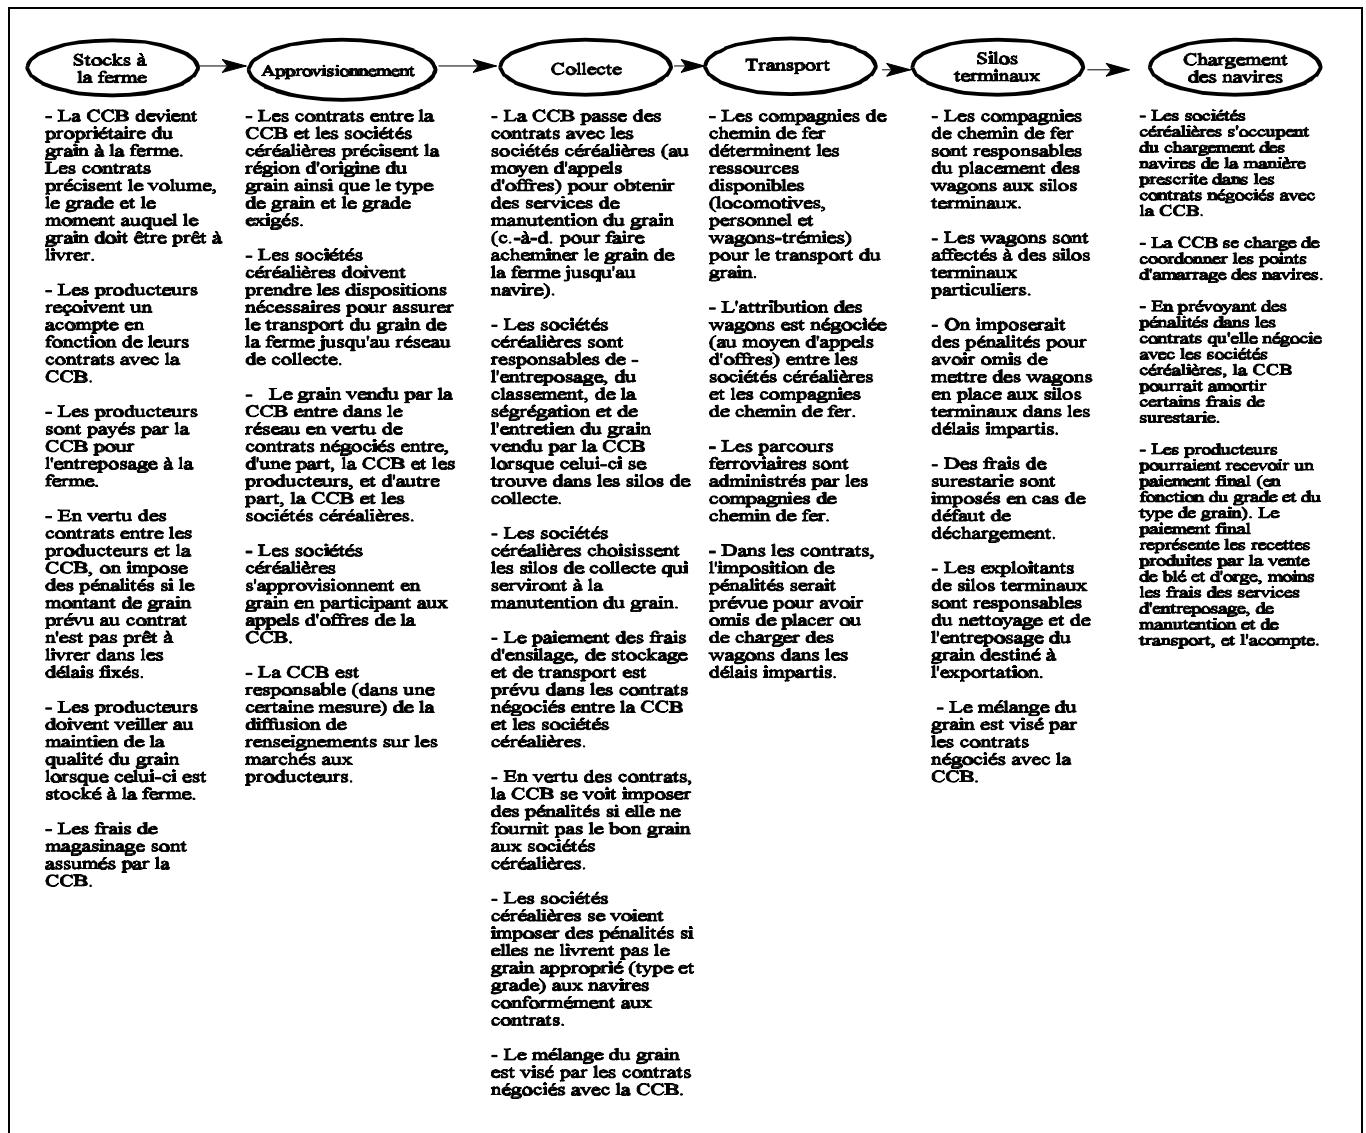 Stocks à
la ferme
Approvisionnement
Collecte
Transport
Silos
terminaux
Chargement
des navires
- La CCB devient
propriétaire du
grain à la ferme.
Les contrats
précisent le volume,
le grade et le
moment auquel le
grain doit être prêt à
livrer.
- Les producteurs
reçoivent un
acompte en
fonction de leurs
contrats avec la
CCB.
- Les producteurs
sont payés par la
CCB pour
l'entreposage à la
ferme.
- En vertu des
contrats entre les
producteurs et la
CCB, on impose
des pénalités si le
montant de grain
prévu au contrat
n'est pas prêt à
livrer dans les
délais fixés.
- Les producteurs
doivent veiller au
maintien de la
qualité du grain
lorsque celui-ci est
stocké à la ferme.
- Les frais de
magasinage sont
assumés par la
CCB.
- Les contrats entre la
CCB et les sociétés
céréalières précisent la
région d'origine du
grain ainsi que le type
de grain et le grade
exigés.
- Les sociétés
céréalières doivent
prendre les dispositions
nécessaires pour assurer
le transport du grain de
la ferme jusqu'au réseau
de collecte.
- Le grain vendu par la
CCB entre dans le
réseau en vertu de
contrats négociés entre,
d'une part, la CCB et les
producteurs, et d'autre
part, la CCB et les
sociétés céréalières.
- Les sociétés
céréalières
s'approvisionnent en
grain en participant aux
appels d'offres de la
CCB.
- La CCB est
responsable (dans une
certaine mesure) de la
diffusion de
renseignements sur les
marchés aux
producteurs.
- La CCB passe des
contrats avec les
sociétés céréalières (au
moyen d'appels
d'offres) pour obtenir
des services de
manutention du grain
(c.-à-d. pour faire
acheminer le grain de
la ferme jusqu'au
navire).
- Les sociétés
céréalières sont
responsables de -
l'entreposage, du
classement, de la
ségrégation et de
l'entretien du grain
vendu par la CCB
lorsque celui-ci se
trouve dans les silos de
collecte.
- Les sociétés
céréalières choisissent
les silos de collecte qui
serviront à la
manutention du grain.
- Le paiement des frais
d'ensilage, de stockage
et de transport est
prévu dans les contrats
négociés entre la CCB
et les sociétés
céréalières.
- En vertu des contrats,
la CCB se voit imposer
des pénalités si elle ne
fournit pas le bon grain
aux sociétés
céréalières.
- Les sociétés
céréalières se voient
imposer des pénalités si
elles ne livrent pas le
grain approprié (type et
grade) aux navires
conformément aux
contrats.
- Le mélange du grain
est visé par les contrats
négociés avec la CCB.
- Les compagnies de
chemin de fer
déterminent les
ressources
disponibles
(locomotives,
personnel et
wagons-trémies)
pour le transport du
grain.
- L'attribution des
wagons est négociée
(au moyen d'appels
d'offres) entre les
sociétés céréalières
et les compagnies
de chemin de fer.
- Les parcours
ferroviaires sont
administrés par les
compagnies de
chemin de fer.
- Dans les contrats,
l'imposition de
pénalités serait
prévue pour avoir
omis de placer ou
de charger des
wagons dans les
délais impartis.
- Les compagnies
de chemin de fer
sont responsables
du placement des
wagons aux silos
terminaux.
- Les wagons sont
affectés à des silos
terminaux
particuliers.
- On imposerait
des pénalités pour
avoir omis de
mettre des wagons
en place aux silos
terminaux dans les
délais impartis.
- Des frais de
surestarie sont
imposés en cas de
défaut de
déchargement.
- Les exploitants
de silos terminaux
sont responsables
du nettoyage et de
l'entreposage du
grain destiné à
l'exportation.
- Le mélange du
grain est visé par
les contrats
négociés avec la
CCB.
- Les sociétés
céréalières s'occupent
du chargement des
navires de la manière
prescrite dans les
contrats négociés avec
la CCB.
- La CCB se charge de
coordonner les points
d'amarrage des navires.
- En prévoyant des
pénalités dans les
contrats qu'elle négocie
avec les sociétés
céréalières, la CCB
pourrait amortir
certains frais de
surestarie.
- Les producteurs
pourraient recevoir un
paiement final (en
fonction du grade et du
type de grain). Le
paiement final
représente les recettes
produites par la vente
de blé et d'orge, moins
les frais des services
d'entreposage, de
manutention et de
transport, et l'acompte.